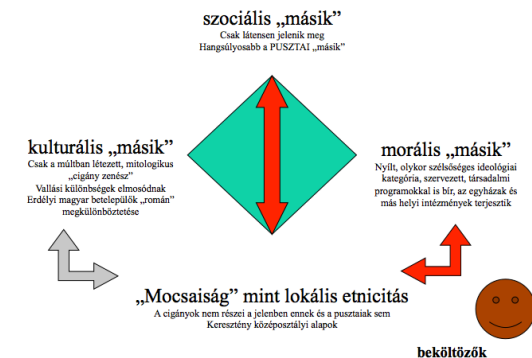 szociális „másik”
Csak látensen jelenik meg
Hangsúlyosabb a PUSZTAI „másik”
kulturális „másik”
Csak a múltban létezett, mitologikus
„cigány zenész”
Vallási különbségek elmosódnak
Erdélyi magyar betelepülők „román”
megkülönböztetése
morális „másik”
Nyílt, olykor szélsőséges ideológiai
kategória, szervezett, társadalmi
programokkal is bír, az egyházak és
más helyi intézmények terjesztik
„Mocsaiság” mint lokális etnicitás
A cigányok nem részei a jelenben ennek és a pusztaiak sem
Keresztény középosztályi alapok
beköltözők